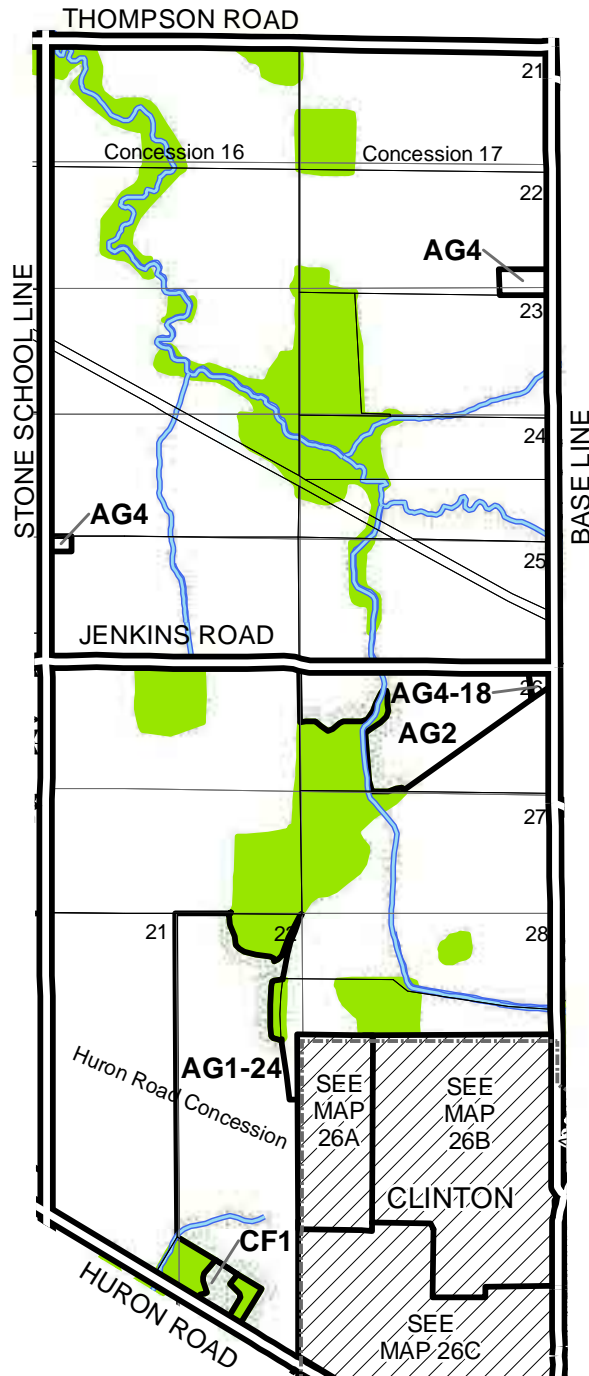 THOMPSON ROAD
21
Concession 16
Concession 17
22
AG4
23
STONE SCHOOL LINE
BASE LINE
24
AG4
25
JENKINS ROAD
AG4-18
26
AG2
27
21
22
28
AG1-24
Huron Road Concession
SEE
MAP
26A
SEE
MAP
26B
CLINTON
CF1
HURON ROAD
SEE
MAP 26C